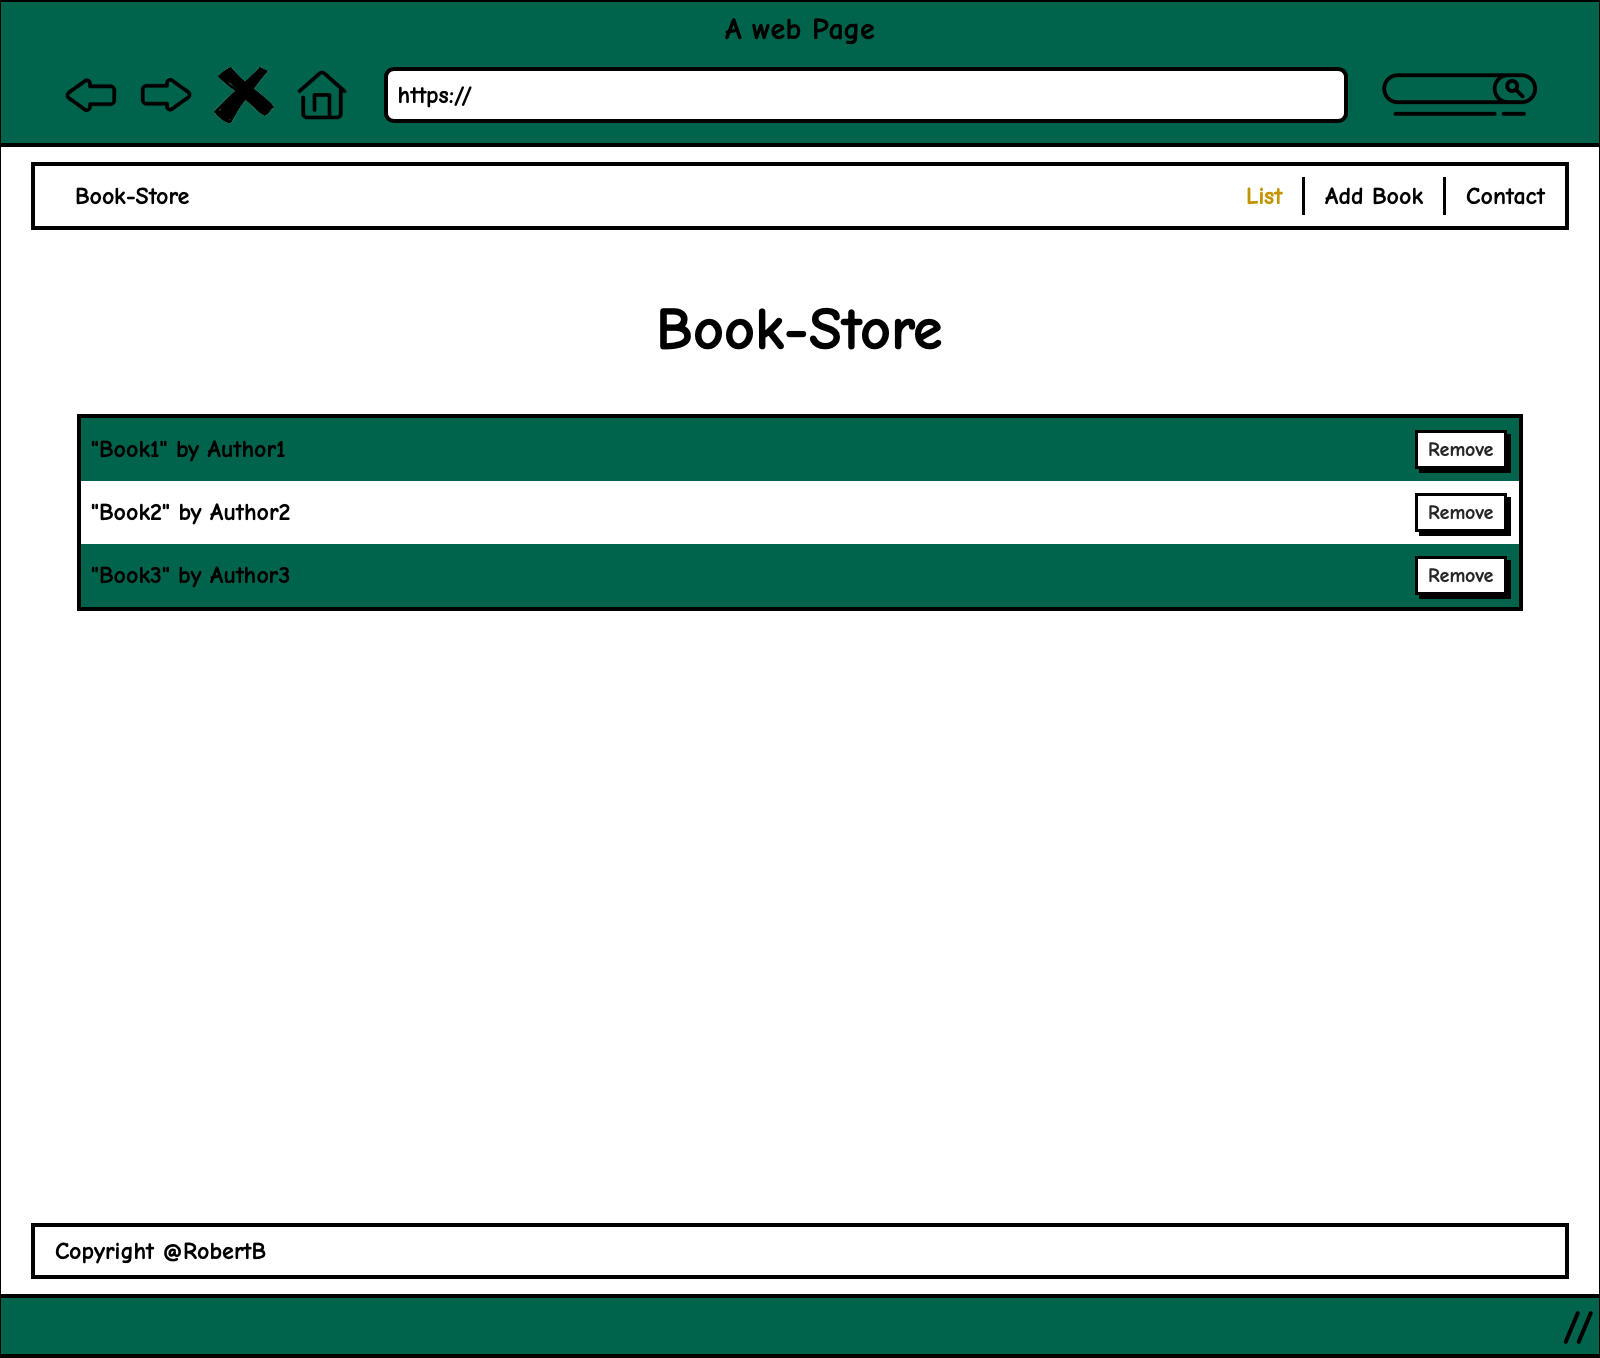 A web Page
https://
Book-Store
List
Add Book
Contact
Book-Store
"Book1" by Author1
Remove
"Book2" by Author2
Remove
"Book3" by Author3
Remove
Copyright @RobertB
//